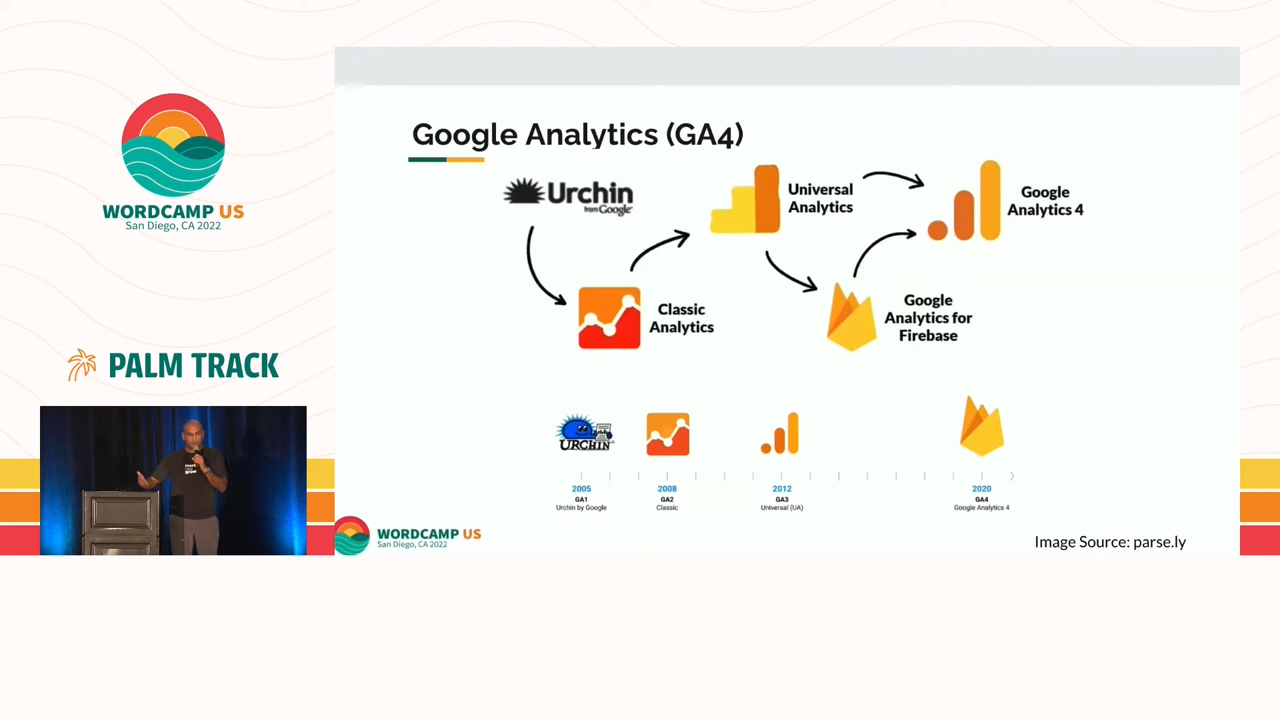 WORDCAMP US
San Diego, CA 2022
PALM TRACK
Google Analytics (GA4)
Urchin
from Google
Classic
Analytics
Universal
Analytics
Google
Analytics for
Firebase
Google
Analytics 4
URCHIN
2005
GA1
Urchin by Google
2008
GA2
Classic
2012
GA3
Universal (UA)
2020
GA4
Google Analytics 4
WORDCAMP US
San Diego, CA 2022
Image Source: parse.ly